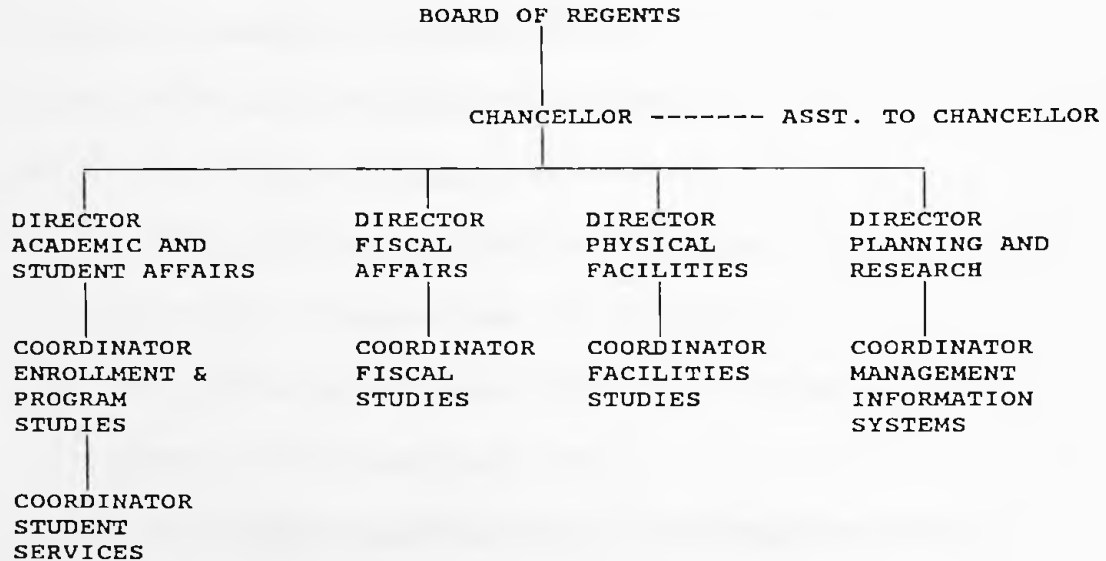 BOARD OF REGENTS
CHANCELLOR ------- ASST. TO CHANCELLOR
DIRECTOR
ACADEMIC AND
STUDENT AFFAIRS
DIRECTOR
FISCAL
AFFAIRS
DIRECTOR
PHYSICAL
FACILITIES
DIRECTOR
PLANNING AND
RESEARCH
COORDINATOR
ENROLLMENT &
PROGRAM
STUDIES
COORDINATOR
FISCAL
STUDIES
COORDINATOR
FACILITIES
STUDIES
COORDINATOR
MANAGEMENT
INFORMATION
SYSTEMS
COORDINATOR
STUDENT
SERVICES